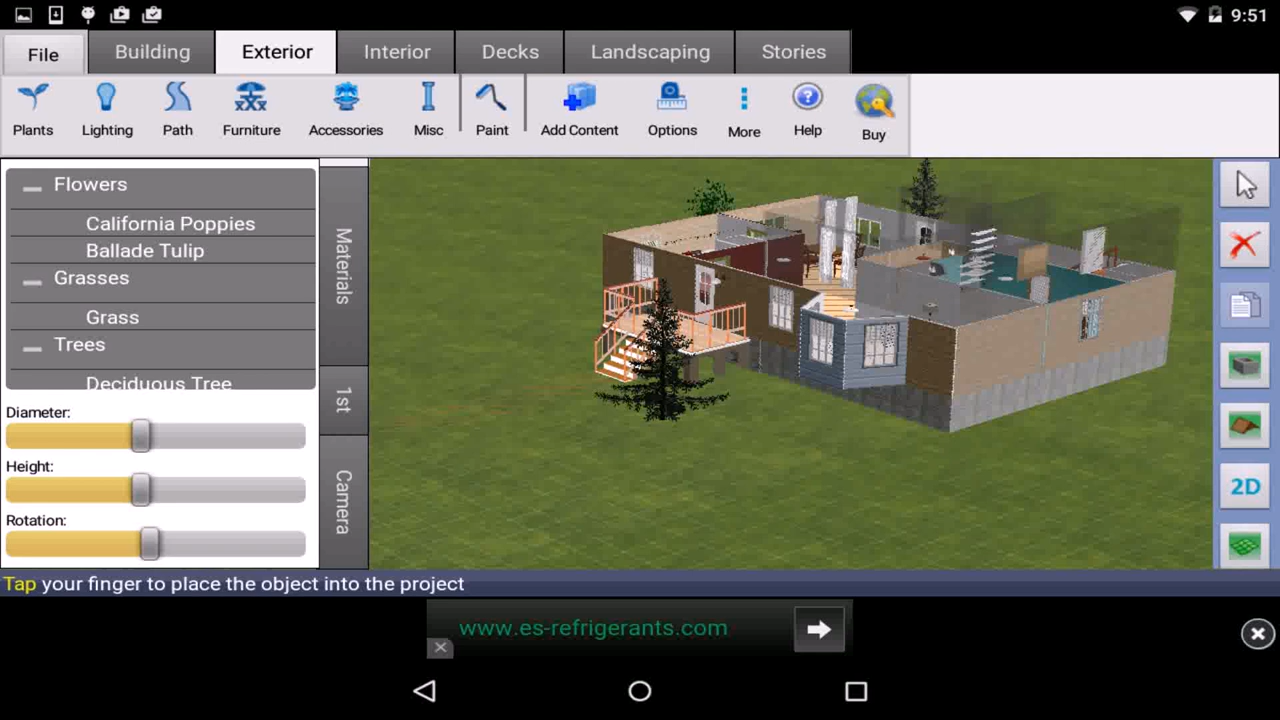 9:51
File
Building
Exterior
Interior
Decks
Landscaping
Stories
Plants
Lighting
Path
Furniture
Accessories
Misc
Paint
Add Content
Options
More
Help
Buy
Flowers
California Poppies
Ballade Tulip
Grasses
Grass
Trees
Deciduous Tree
Diameter:
Height:
Rotation:
Materials
1st
Camera
2D
Tap your finger to place the object into the project
www.es-refrigerants.com